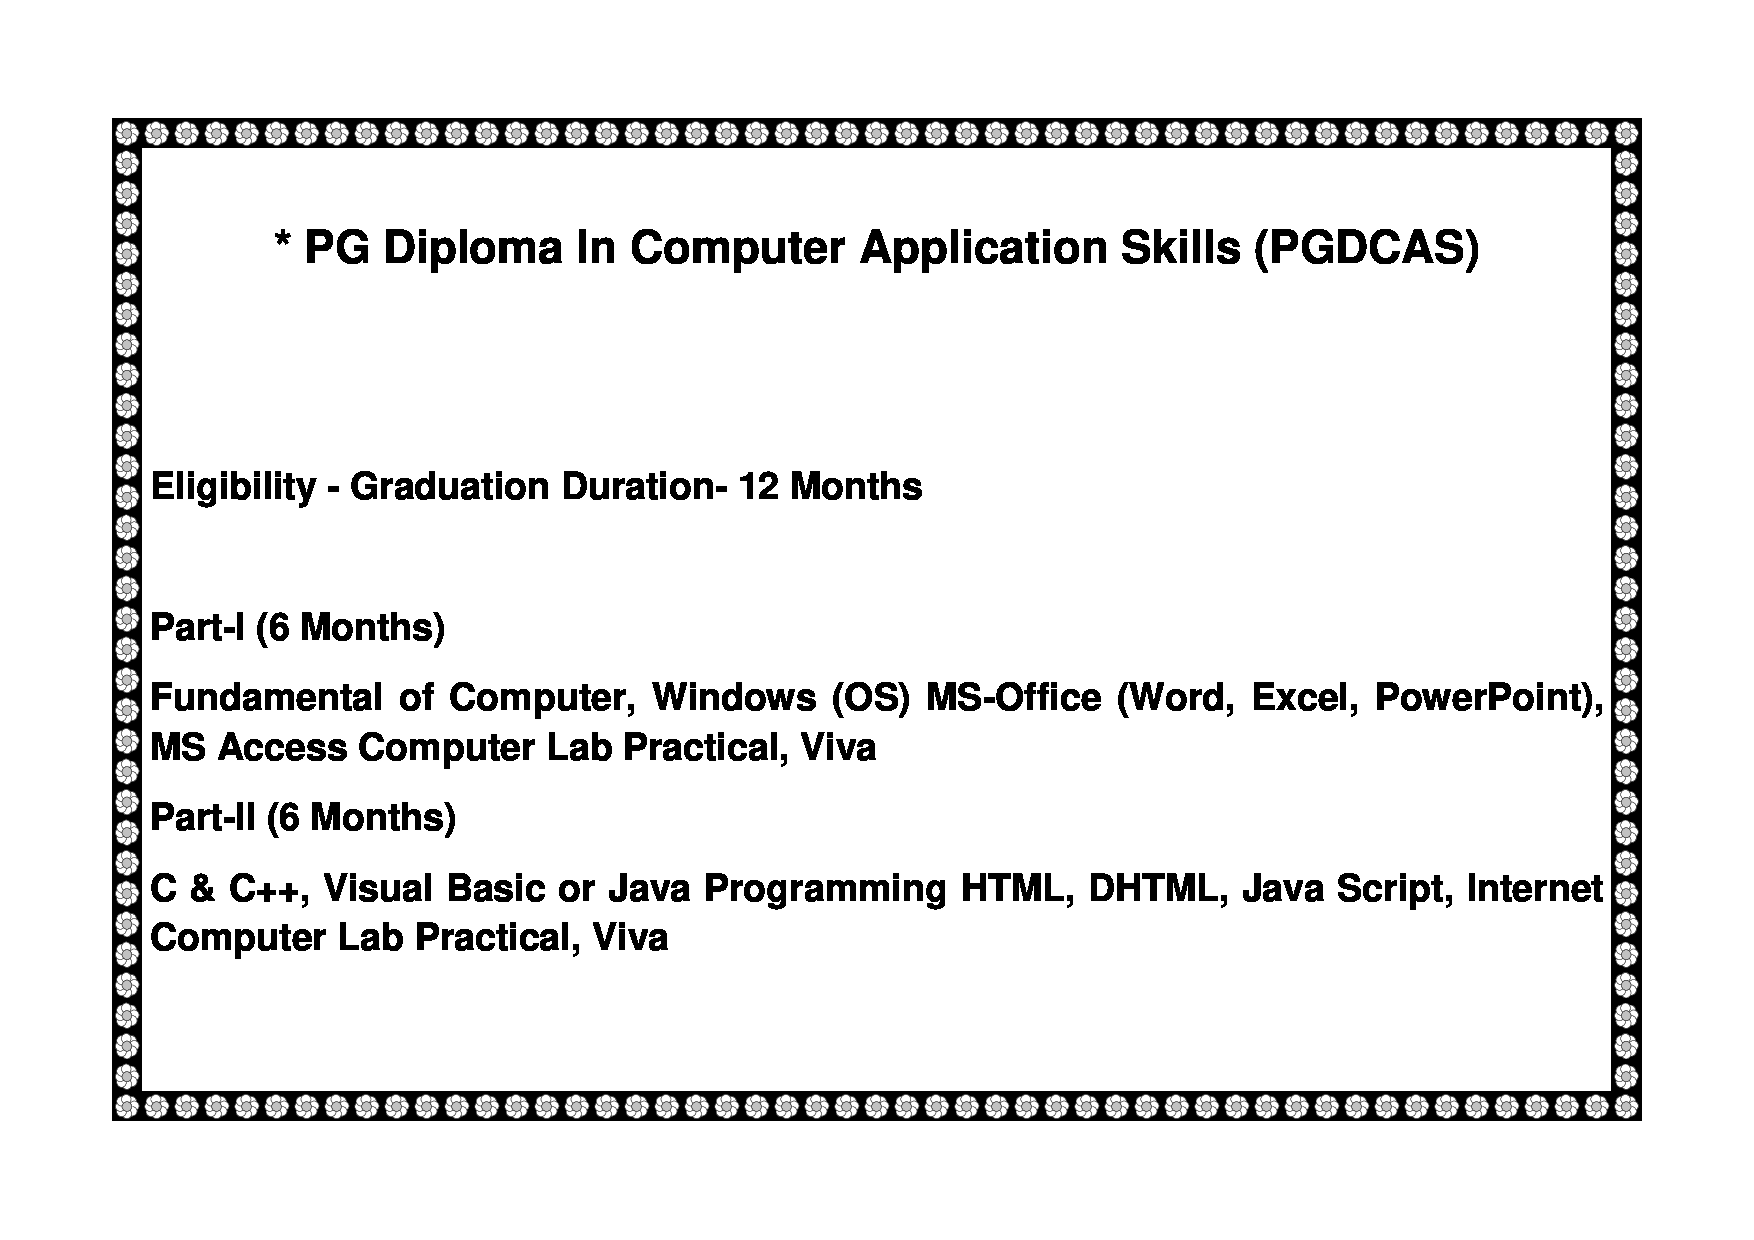 * PG Diploma In Computer Application Skills (PGDCAS)
Eligibility - Graduation Duration- 12 Months
Part-I (6 Months)
Fundamental of Computer, Windows (OS) MS-Office (Word, Excel, PowerPoint),
MS Access Computer Lab Practical, Viva
Part-II (6 Months)
C & C++, Visual Basic or Java Programming HTML, DHTML, Java Script, Internet
Computer Lab Practical, Viva